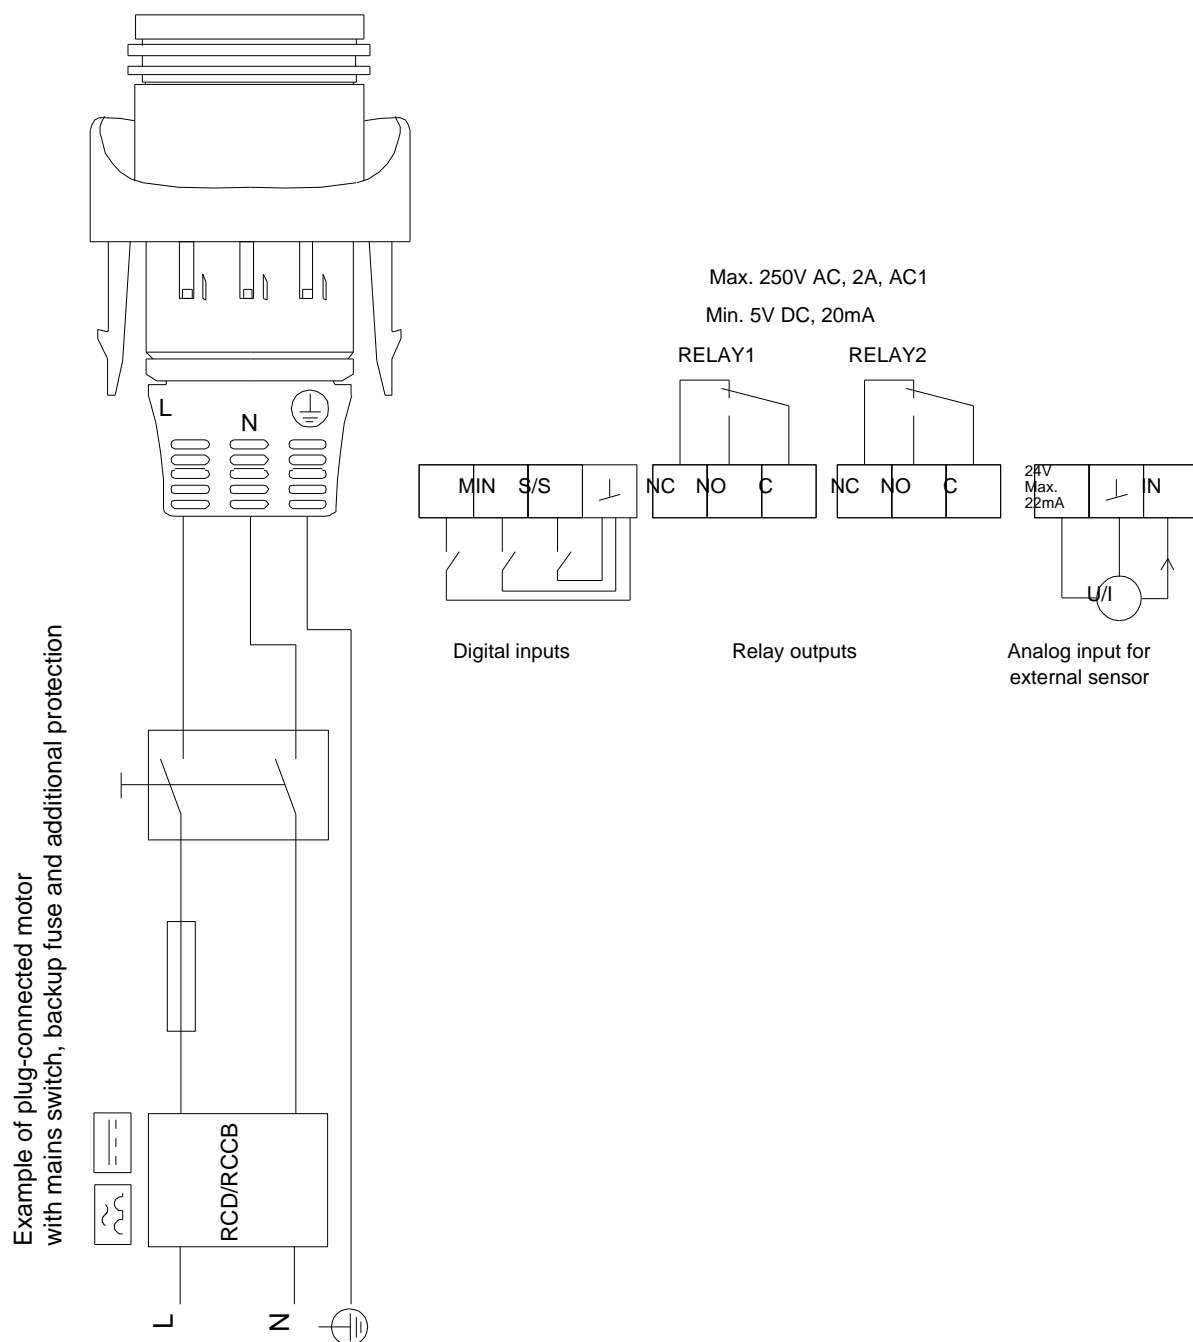 Max. 250V AC, 2A, AC1
Min. 5V DC, 20mA
RELAY1 RELAY2
L
N
MIN S/S NC NO C NC NO C 24V Max. 22mA IN
U/I
Digital inputs Relay outputs Analog input for
external sensor
Example of plug-connected motor
with mains switch, backup fuse and additional protection
RCD/RCCB
L N